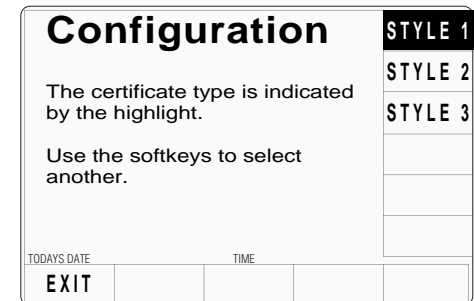 Configuration
The certificate type is indicated
by the highlight.
Use the softkeys to select
another.
STYLE 1
STYLE 2
STYLE 3
TODAYS DATE
TIME
EXIT